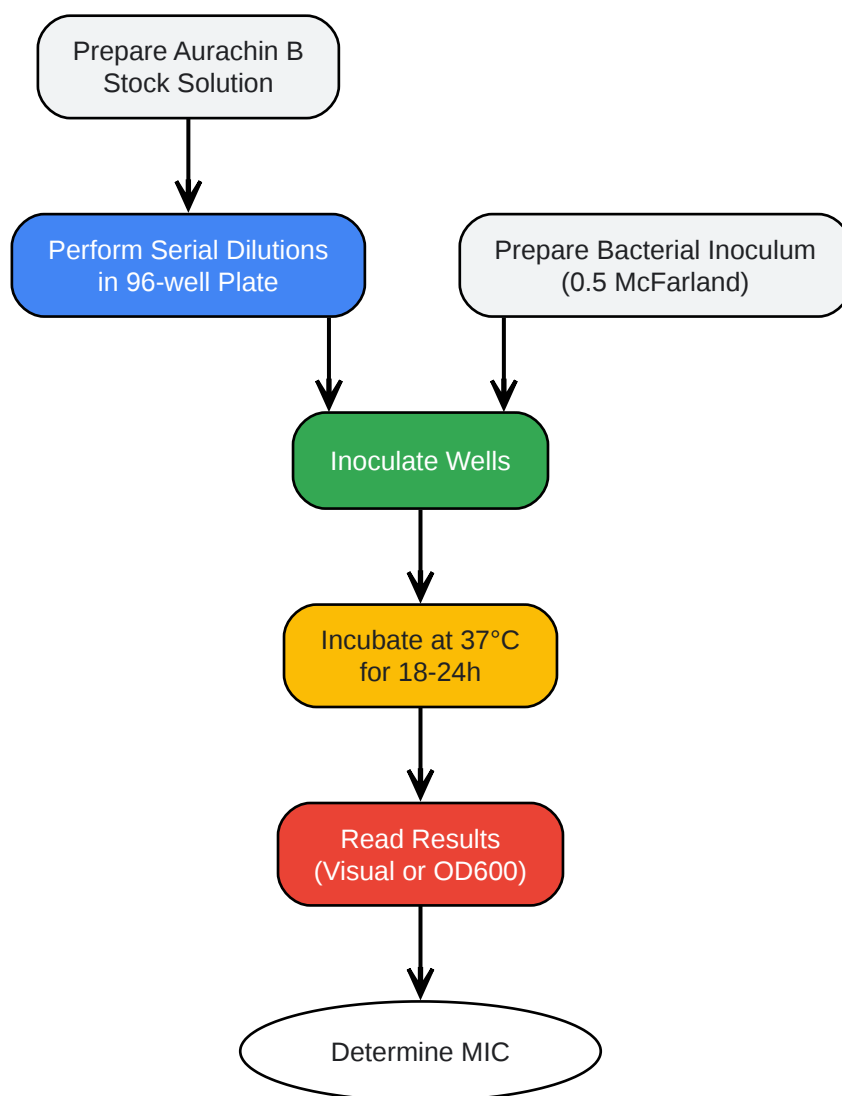 Prepare Aurachin B
Stock Solution
Perform Serial Dilutions
in 96-well Plate
Prepare Bacterial Inoculum
(0.5 McFarland)
Inoculate Wells
Incubate at 37°C
for 18-24h
Read Results
(Visual or OD600)
Determine MIC